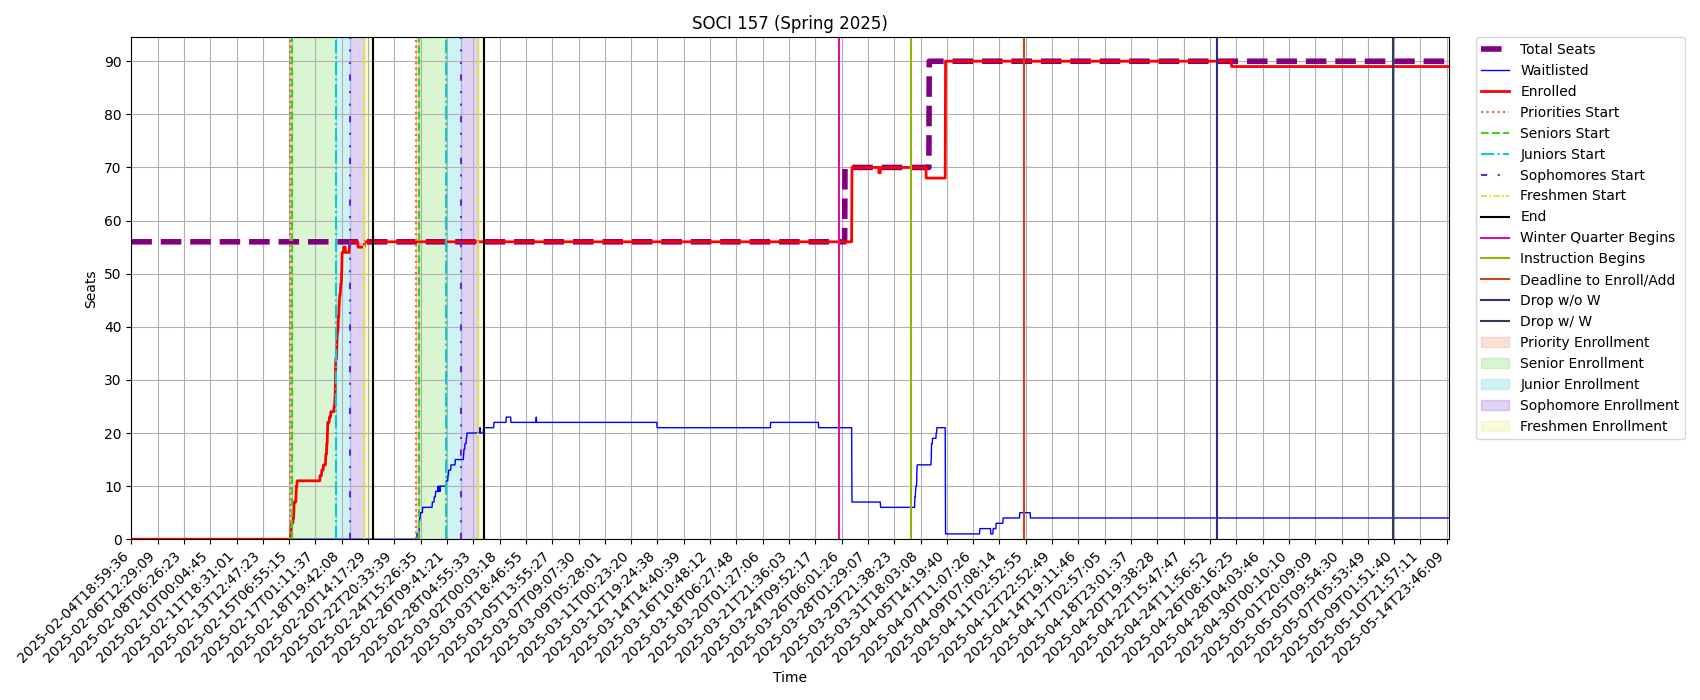 SOCI 157 (Spring 2025)
Seats
90
80
70
60
50
40
30
20
10
0
2025-02-04T18:59:36
2025-02-06T12:29:09
2025-02-08T06:26:23
2025-02-10T00:04:45
2025-02-11T18:31:01
2025-02-13T12:47:23
2025-02-15T06:55:15
2025-02-17T01:11:37
2025-02-18T19:42:08
2025-02-20T14:17:29
2025-02-22T20:33:39
2025-02-24T15:26:35
2025-02-26T09:41:21
2025-02-28T04:55:33
2025-03-02T00:03:18
2025-03-03T18:46:55
2025-03-05T13:55:27
2025-03-07T09:07:30
2025-03-09T05:28:01
2025-03-11T00:23:20
2025-03-12T19:24:38
2025-03-14T14:40:39
2025-03-16T10:48:12
2025-03-18T06:27:48
2025-03-20T01:27:06
2025-03-21T21:36:03
2025-03-24T09:52:17
2025-03-26T06:01:26
2025-03-28T01:29:07
2025-03-29T21:38:23
2025-03-31T18:03:08
2025-04-05T14:19:40
2025-04-07T11:07:26
2025-04-09T07:08:14
2025-04-11T02:52:55
2025-04-12T22:52:49
2025-04-14T19:11:46
2025-04-17T02:57:05
2025-04-18T23:01:37
2025-04-20T19:38:28
2025-04-22T15:47:47
2025-04-24T11:56:52
2025-04-26T08:16:25
2025-04-28T04:03:46
2025-04-30T00:10:10
2025-05-01T20:09:09
2025-05-05T09:54:30
2025-05-07T05:53:49
2025-05-09T01:51:40
2025-05-10T21:57:11
2025-05-14T23:46:09
Time
Total Seats
Waitlisted
Enrolled
Priorities Start
Seniors Start
Juniors Start
Sophomores Start
Freshmen Start
End
Winter Quarter Begins
Instruction Begins
Deadline to Enroll/Add
Drop w/o W
Drop w/ W
Priority Enrollment
Senior Enrollment
Junior Enrollment
Sophomore Enrollment
Freshmen Enrollment